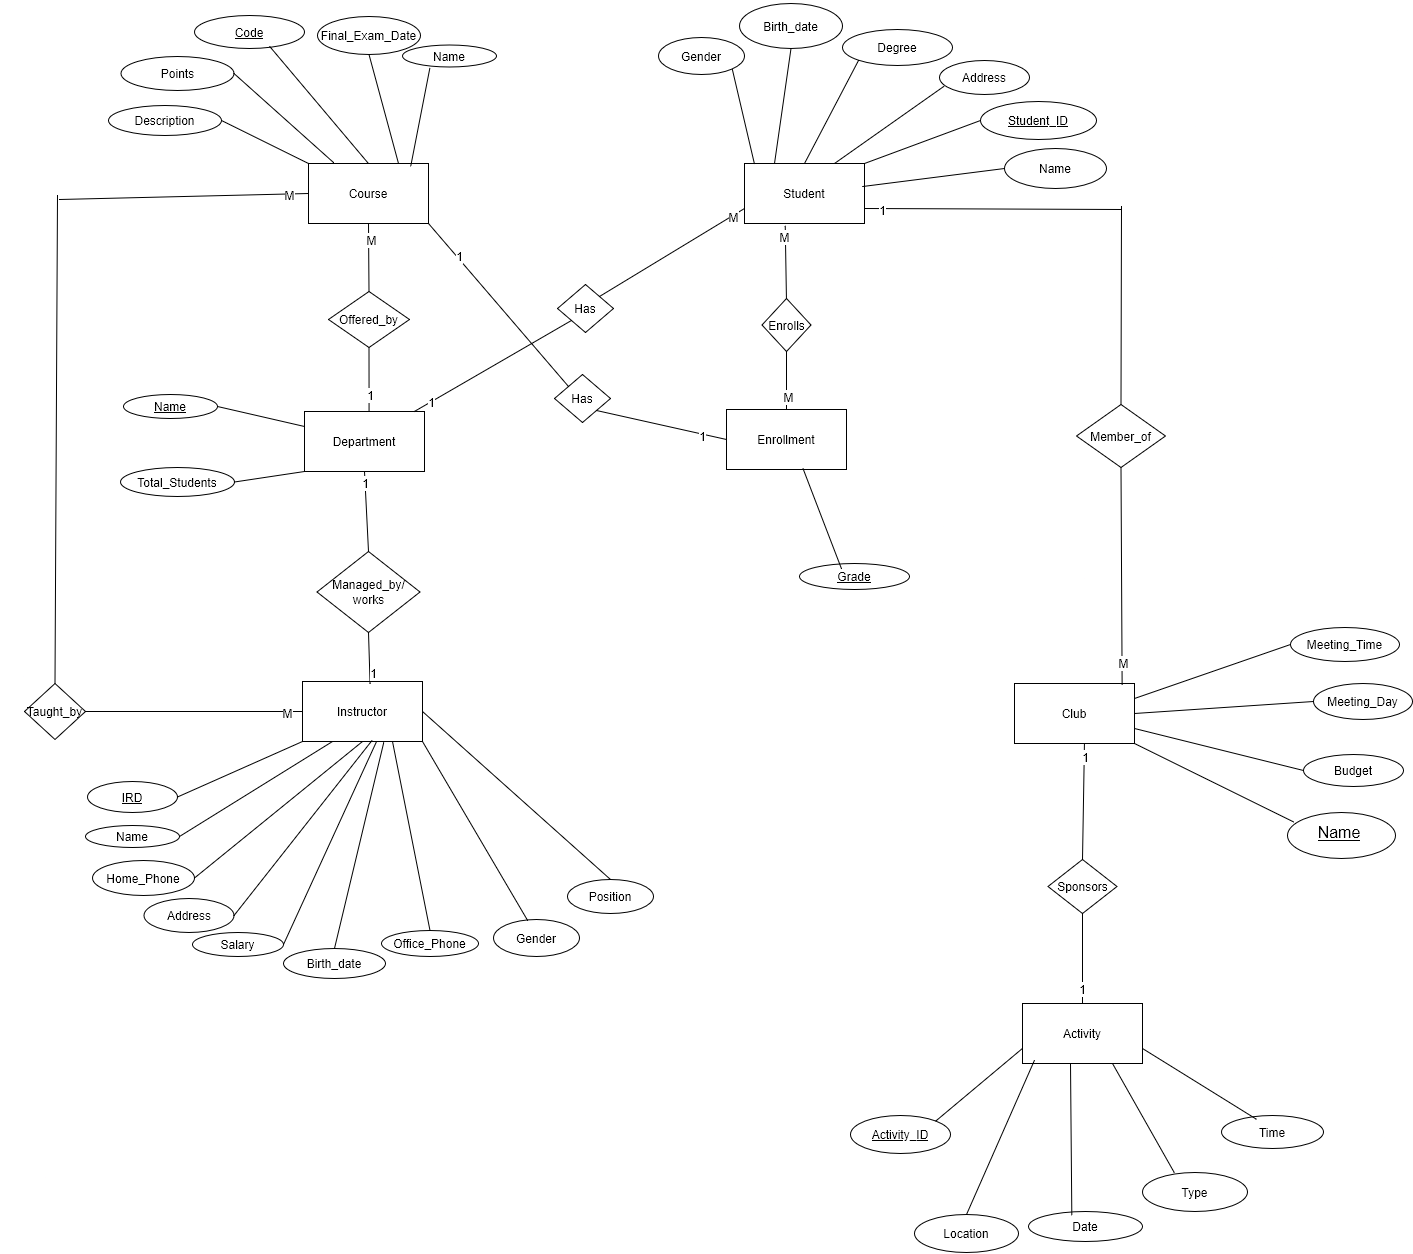 Code
Final_Exam_Date
Name
Points
Description
Course
M
M
1
Gender
Birth_date
Degree
Address
Student_ID
Name
Student
M
M
1
Offered_by
Has
Enrolls
1
1
Has
M
1
Name
Total_Students
Department
1
Enrollment
Grade
Member_of
M
Managed_by/
works
1
Taught_by
M
Instructor
IRD
Name
Home_Phone
Address
Salary
Birth_date
Office_Phone
Gender
Position
Club
Meeting_Time
Meeting_Day
Budget
Name
1
Sponsors
1
Activity
Activity_ID
Location
Date
Type
Time